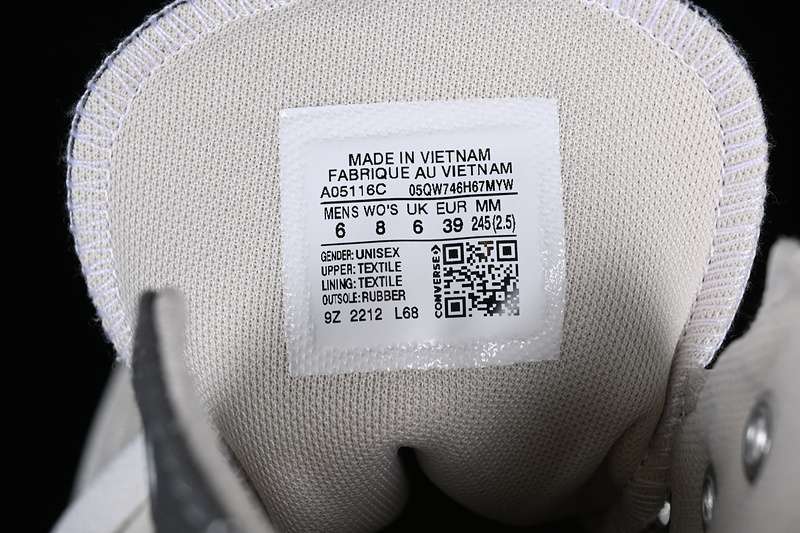 MADE IN VIETNAM
FABRIQUE AU VIETNAM
A05116C 05QW746H67MYW
MENS WO'S UK EUR MM
6 8 6 39 245(2.5)
GENDER: UNISEX
UPPER: TEXTILE
LINING: TEXTILE
OUTSOLE: RUBBER
9Z 2212 L68
CONVERSE